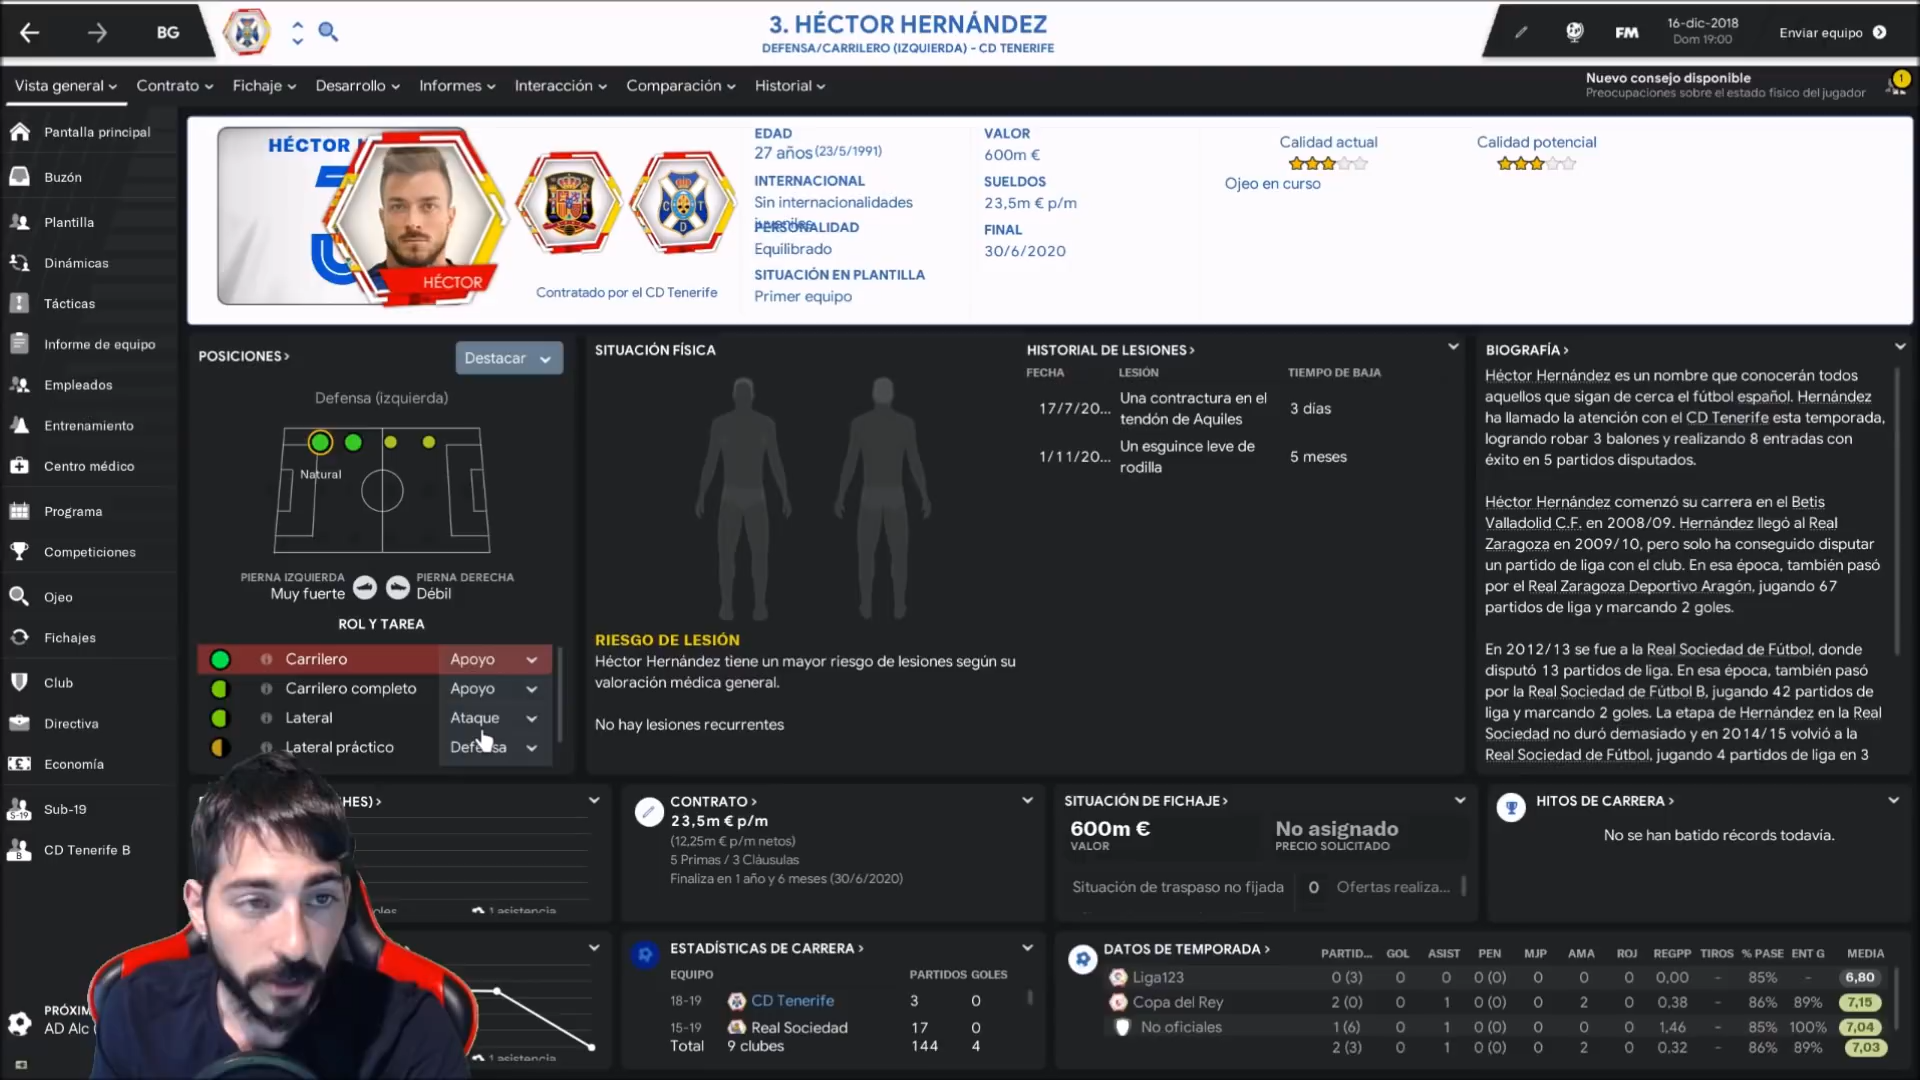 BG
3. HÉCTOR HERNÁNDEZ
DEFENSA/CARRILERO (IZQUIERDA) - CD TENERIFE
FM
16-dic-2018
Dom 19:00
Enviar equipo
Vista general
Contrato
Fichaje
Desarrollo
Informes
Interacción
Comparación
Historial
Nuevo consejo disponible
Preocupaciones sobre el estado físico del jugador
1
Pantalla principal
Buzón
Plantilla
Dinámicas
Tácticas
Informe de equipo
Empleados
Entrenamiento
Centro médico
Programa
Competiciones
Ojeo
Fichajes
Club
Directiva
Economía
Sub-19
CD Tenerife B
HÉCTOR
HÉCTOR
Contratado por el CD Tenerife
EDAD
27 años (23/5/1991)
INTERNACIONAL
Sin internacionalidades
juveniles
PERSONALIDAD
Equilibrado
SITUACIÓN EN PLANTILLA
Primer equipo
VALOR
600m €
SUELDOS
23,5m € p/m
FINAL
30/6/2020
Calidad actual
Ojeo en curso
Calidad potencial
POSICIONES>
Destacar
Defensa (izquierda)
Natural
PIERNA IZQUIERDA
Muy fuerte
PIERNA DERECHA
Débil
ROL Y TAREA
Carrilero Apoyo
Carrilero completo Apoyo
Lateral Ataque
Lateral práctico Defensa
SITUACIÓN FÍSICA
RIESGO DE LESIÓN
Héctor Hernández tiene un mayor riesgo de lesiones según su
valoración médica general.
No hay lesiones recurrentes
HISTORIAL DE LESIONES>
FECHA LESIÓN TIEMPO DE BAJA
17/7/20... Una contractura en el
tendón de Aquiles 3 días
1/11/20... Un esguince leve de
rodilla 5 meses
BIOGRAFÍA>
Héctor Hernández es un nombre que conocerán todos
aquellos que sigan de cerca el fútbol español. Hernández
ha llamado la atención con el CD Tenerife esta temporada,
logrando robar 3 balones y realizando 8 entradas con
éxito en 5 partidos disputados.
Héctor Hernández comenzó su carrera en el Betis
Valladolid C.F. en 2008/09. Hernández llegó al Real
Zaragoza en 2009/10, pero solo ha conseguido disputar
un partido de liga con el club. En esa época, también pasó
por el Real Zaragoza Deportivo Aragón, jugando 67
partidos de liga y marcando 2 goles.
En 2012/13 se fue a la Real Sociedad de Fútbol, donde
disputó 13 partidos de liga. En esa época, también pasó
por la Real Sociedad de Fútbol B, jugando 42 partidos de
liga y marcando 2 goles. La etapa de Hernández en la Real
Sociedad no duró demasiado y en 2014/15 volvió a la
Real Sociedad de Fútbol, jugando 4 partidos de liga en 3
HES)>
1 asistencia
1 asistencia
AD Alc
CONTRATO>
23,5m € p/m
(12,25m € p/m netos)
5 Primas / 3 Cláusulas
Finaliza en 1 año y 6 meses (30/6/2020)
SITUACIÓN DE FICHAJE>
600m €
VALOR
No asignado
PRECIO SOLICITADO
Situación de traspaso no fijada
0 Ofertas realiza...
HITOS DE CARRERA>
No se han batido récords todavía.
ESTADÍSTICAS DE CARRERA>
EQUIPO PARTIDOS GOLES
18-19 CD Tenerife 3 0
15-19 Real Sociedad 17 0
Total 9 clubes 144 4
DATOS DE TEMPORADA> PARTID... GOL ASIST PEN MJP AMA ROJ REGPP TIROS % PASE ENT G MEDIA
Liga123 0 (3) 0 0 0 (0) 0 0 0 0,00 - 85% - 6,80
Copa del Rey 2 (0) 0 1 0 (0) 0 2 0 0,38 - 86% 89% 7,15
No oficiales 1 (6) 0 1 0 (0) 0 0 0 1,46 - 85% 100% 7,04
2 (3) 0 1 0 (0) 0 2 0 0,32 - 86% 89% 7,03